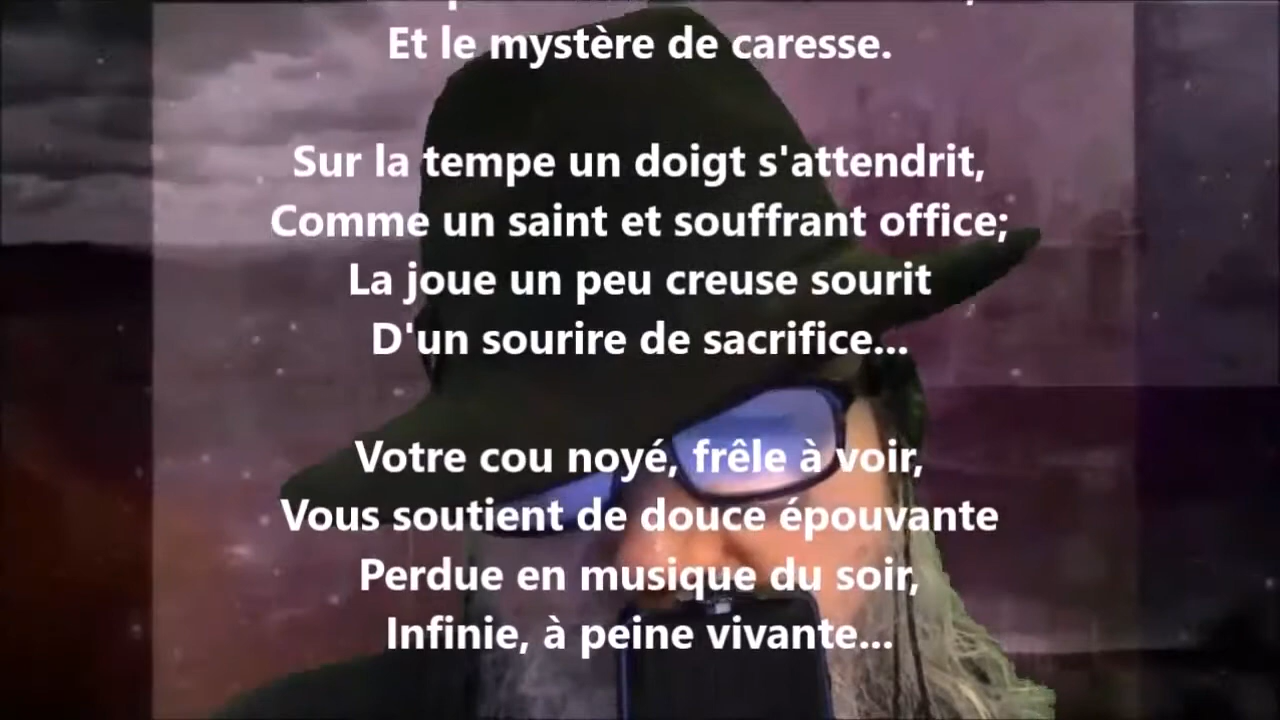 Et le mystère de caresse.
Sur la tempe un doigt s'attendrit,
Comme un saint et souffrant office;
La joue un peu creuse sourit
D'un sourire de sacrifice...
Votre cou noyé, frêle à voir,
Vous soutient de douce épouvante
Perdue en musique du soir,
Infinie, à peine vivante...